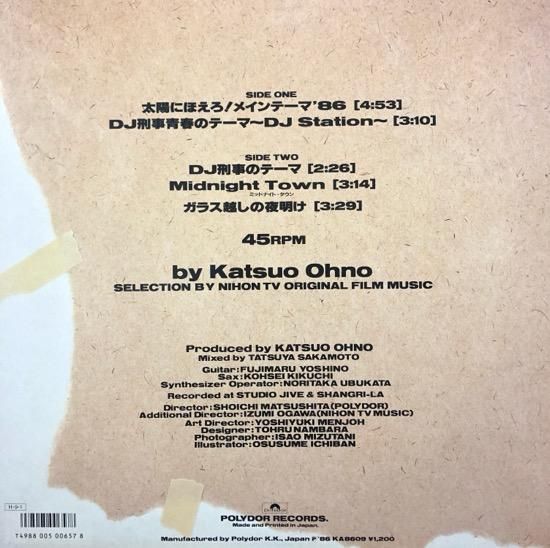 SIDE ONE
太陽にほえろ!メインテーマ'86 [4:53]
DJ刑事青春のテーマ〜DJ Station〜 [3:10]
SIDE TWO
DJ刑事のテーマ [2:26]
Midnight Town [3:14]
ミッドナイト・タウン
ガラス越しの夜明け [3:29]
45RPM
by Katsuo Ohno
SELECTION BY NIHON TV ORIGINAL FILM MUSIC
Produced by KATSUO OHNO
Mixed by TATSUYA SAKAMOTO
Guitar:FUJIMARU YOSHINO
Sax:KOHSEI KIKUCHI
Synthesizer Operator:NORITAKA UBUKATA
Recorded at STUDIO JIVE & SHANGRI-LA
Director:SHOICHI MATSUSHITA(POLYDOR)
Additional Director:IZUMI OGAWA(NIHON TV MUSIC)
Art Director:YOSHIYUKI MENJOH
Designer:TOHRU NAMBARA
Photographer:ISAO MIZUTANI
Illustrator:OSUSUME ICHIBAN
H·9·1
T4988 005 00657 8
POLYDOR RECORDS.
Made and Printed in Japan.
Manufactured by Polydor K.K., Japan P'86 KA8609 ¥1,200